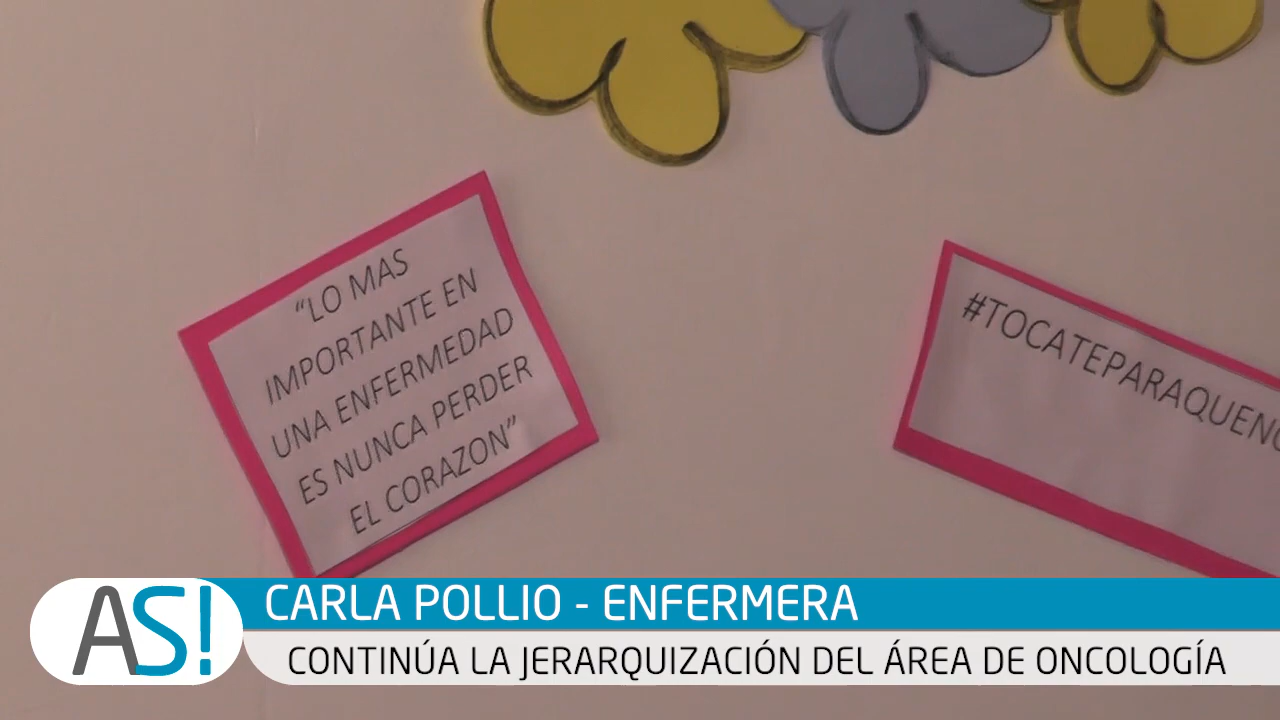 “LO MAS
IMPORTANTE EN
UNA ENFERMEDAD
ES NUNCA PERDER
EL CORAZON”
#TOCATEPARAQUENO
AS!
CARLA POLLIO - ENFERMERA
CONTINÚA LA JERARQUIZACIÓN DEL ÁREA DE ONCOLOGÍA